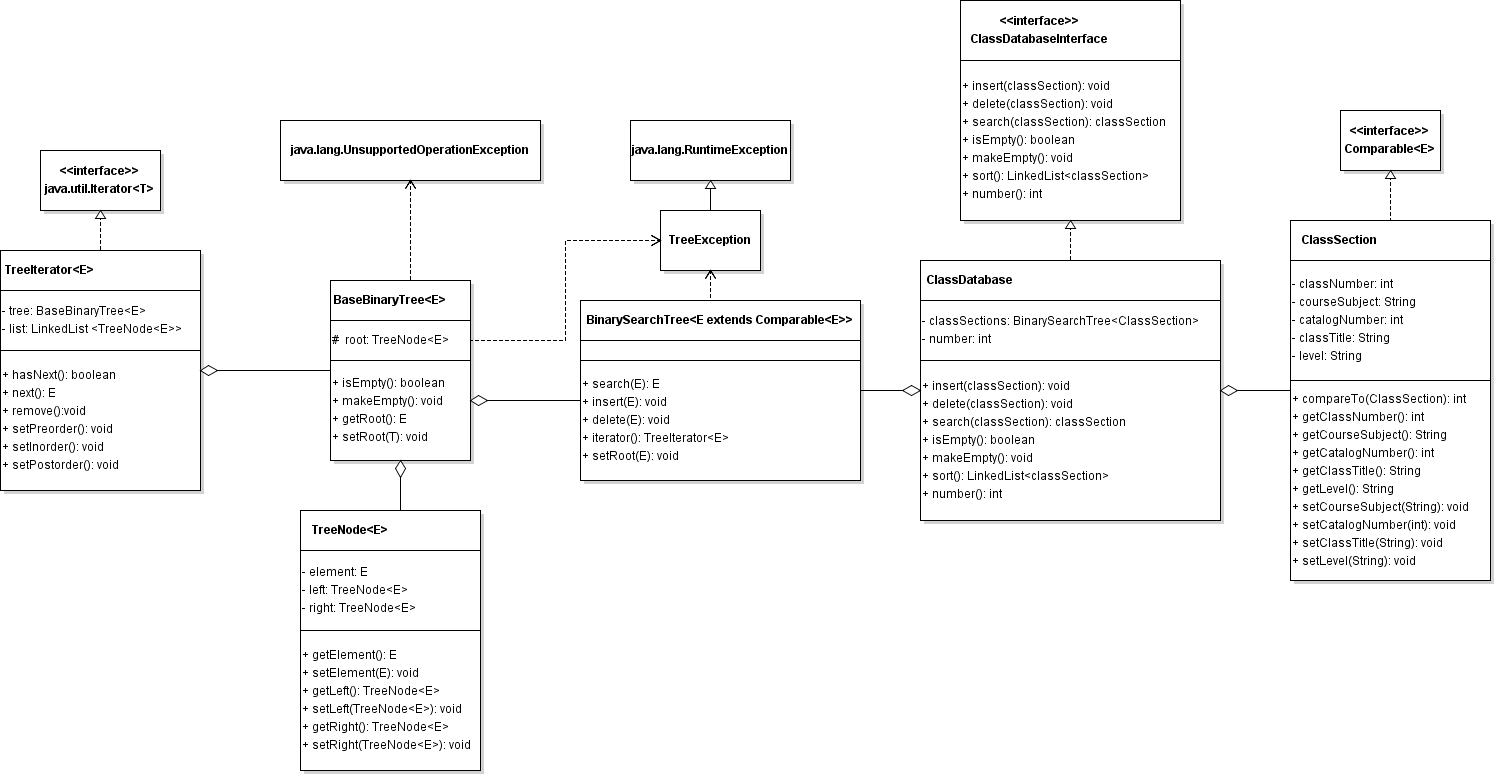 <<interface>>
ClassDatabaseInterface
+ insert(classSection): void
+ delete(classSection): void
+ search(classSection): classSection
+ isEmpty(): boolean
+ makeEmpty(): void
+ sort(): LinkedList<classSection>
+ number(): int
<<interface>>
Comparable<E>
java.lang.UnsupportedOperationException
java.lang.RuntimeException
<<interface>>
java.util.Iterator<T>
TreeException
TreeIterator<E>
- tree: BaseBinaryTree<E>
- list: LinkedList <TreeNode<E>>
+ hasNext(): boolean
+ next(): E
+ remove():void
+ setPreorder(): void
+ setInorder(): void
+ setPostorder(): void
BaseBinaryTree<E>
# root: TreeNode<E>
+ isEmpty(): boolean
+ makeEmpty(): void
+ getRoot(): E
+ setRoot(T): void
BinarySearchTree<E extends Comparable<E>>
+ search(E): E
+ insert(E): void
+ delete(E): void
+ iterator(): TreeIterator<E>
+ setRoot(E): void
ClassDatabase
- classSections: BinarySearchTree<ClassSection>
- number: int
+ insert(classSection): void
+ delete(classSection): void
+ search(classSection): classSection
+ isEmpty(): boolean
+ makeEmpty(): void
+ sort(): LinkedList<classSection>
+ number(): int
ClassSection
- classNumber: int
- courseSubject: String
- catalogNumber: int
- classTitle: String
- level: String
+ compareTo(ClassSection): int
+ getClassNumber(): int
+ getCourseSubject(): String
+ getCatalogNumber(): int
+ getClassTitle(): String
+ getLevel(): String
+ setCourseSubject(String): void
+ setCatalogNumber(int): void
+ setClassTitle(String): void
+ setLevel(String): void
TreeNode<E>
- element: E
- left: TreeNode<E>
- right: TreeNode<E>
+ getElement(): E
+ setElement(E): void
+ getLeft(): TreeNode<E>
+ setLeft(TreeNode<E>): void
+ getRight(): TreeNode<E>
+ setRight(TreeNode<E>): void